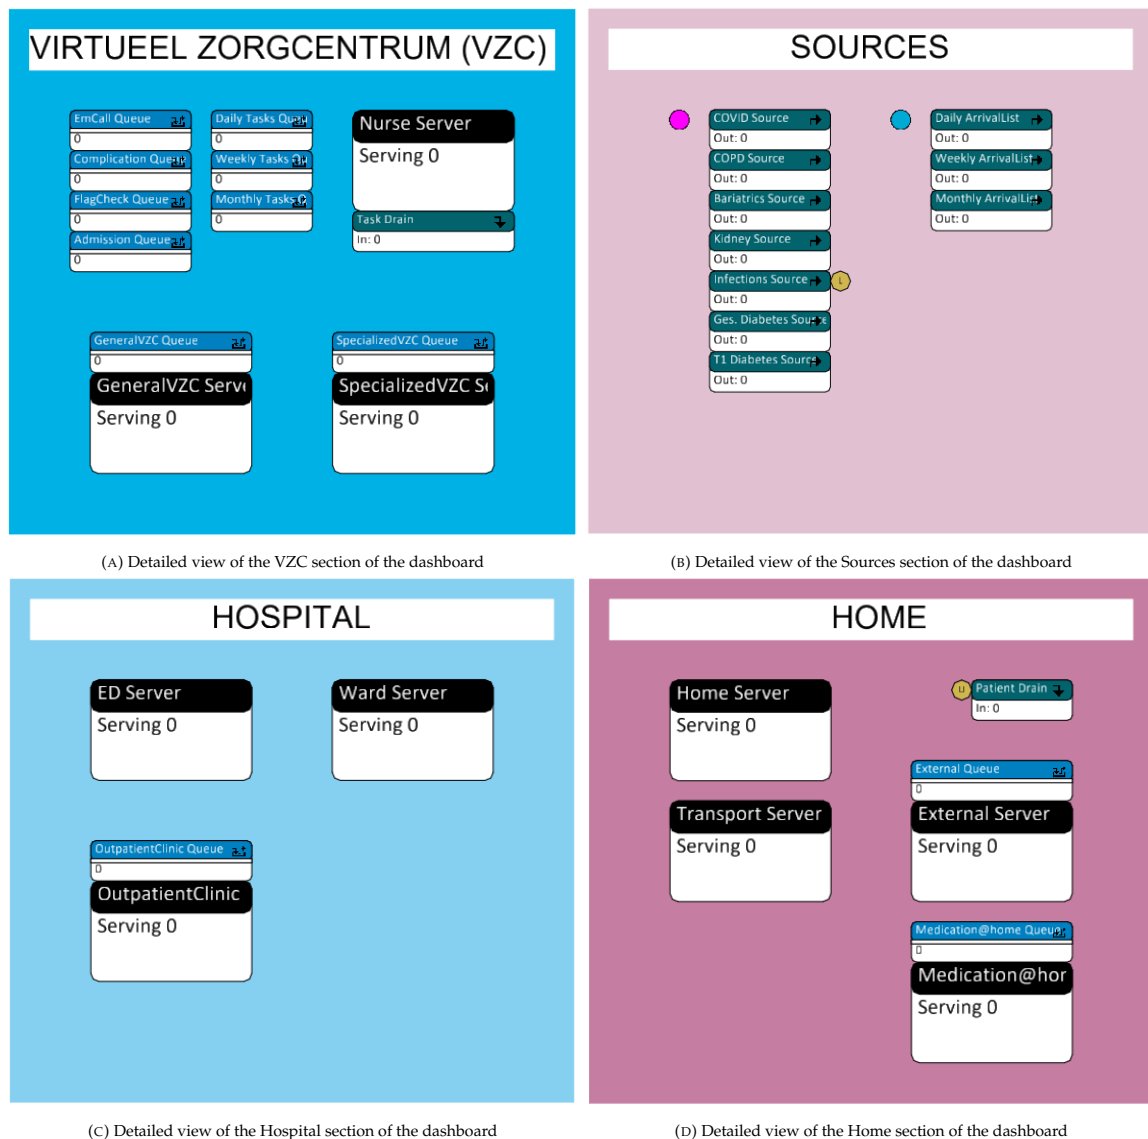 VIRTUEEL ZORGCENTRUM (VZC)
EmCall Queue
0
Complication Queue
0
FlagCheck Queue
0
Admission Queue
0
Daily Tasks Queu
0
Weekly Tasks Qu
0
Monthly Tasks Q
0
Nurse Server
Serving 0
Task Drain
In: 0
GeneralVZC Queue
0
GeneralVZC Serve
Serving 0
SpecializedVZC Queue
0
SpecializedVZC Se
Serving 0
(A) Detailed view of the VZC section of the dashboard
SOURCES
COVID Source
Out: 0
COPD Source
Out: 0
Bariatrics Source
Out: 0
Kidney Source
Out: 0
Infections Source
L
Out: 0
Ges. Diabetes Source
Out: 0
T1 Diabetes Source
Out: 0
Daily ArrivalList
Out: 0
Weekly ArrivalList
Out: 0
Monthly ArrivalList
Out: 0
(B) Detailed view of the Sources section of the dashboard
HOSPITAL
ED Server
Serving 0
Ward Server
Serving 0
OutpatientClinic Queue
0
OutpatientClinic
Serving 0
(C) Detailed view of the Hospital section of the dashboard
HOME
Home Server
Serving 0
Transport Server
Serving 0
U
Patient Drain
In: 0
External Queue
0
External Server
Serving 0
Medication@home Queue
0
Medication@hor
Serving 0
(D) Detailed view of the Home section of the dashboard